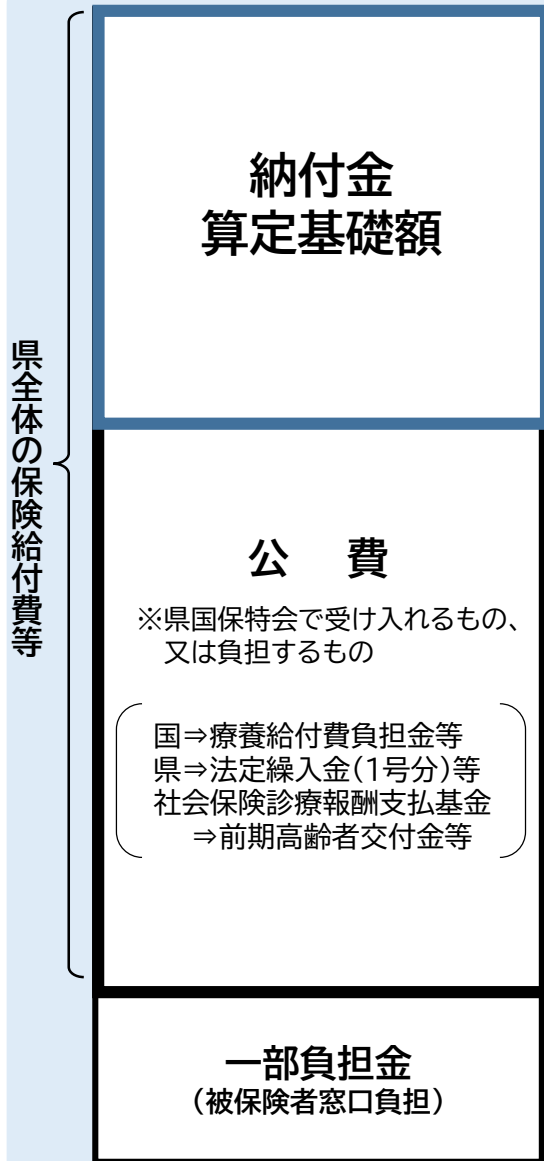 県全体の保険給付費等
納付金
算定基礎額
公　費
※県国保特会で受け入れるもの、
又は負担するもの
国⇒療養給付費負担金等
県⇒法定繰入金(1号分)等
社会保険診療報酬支払基金
⇒前期高齢者交付金等
一部負担金
(被保険者窓口負担)